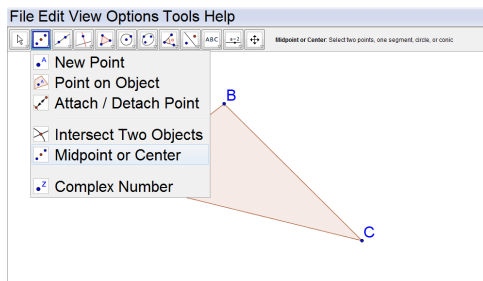 File Edit View Options Tools Help
ABC a=2 Midpoint or Center: Select two points, one segment, circle, or conic
A New Point
Point on Object
Attach / Detach Point
Intersect Two Objects
Midpoint or Center
Z Complex Number
B
C